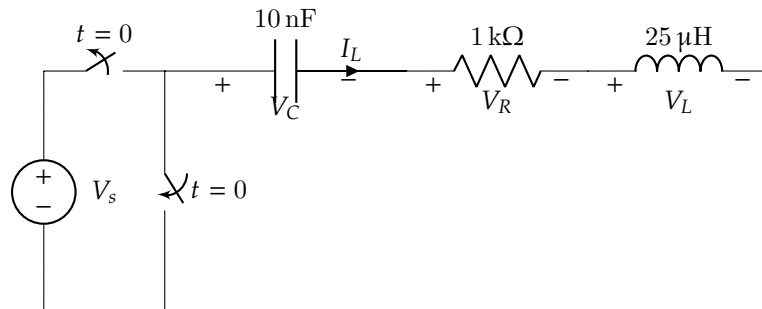 t = 0
10 nF
I_L
1 kΩ
25 µH
+ − + − + −
V_C
V_R
V_L
+
−
V_s
t = 0